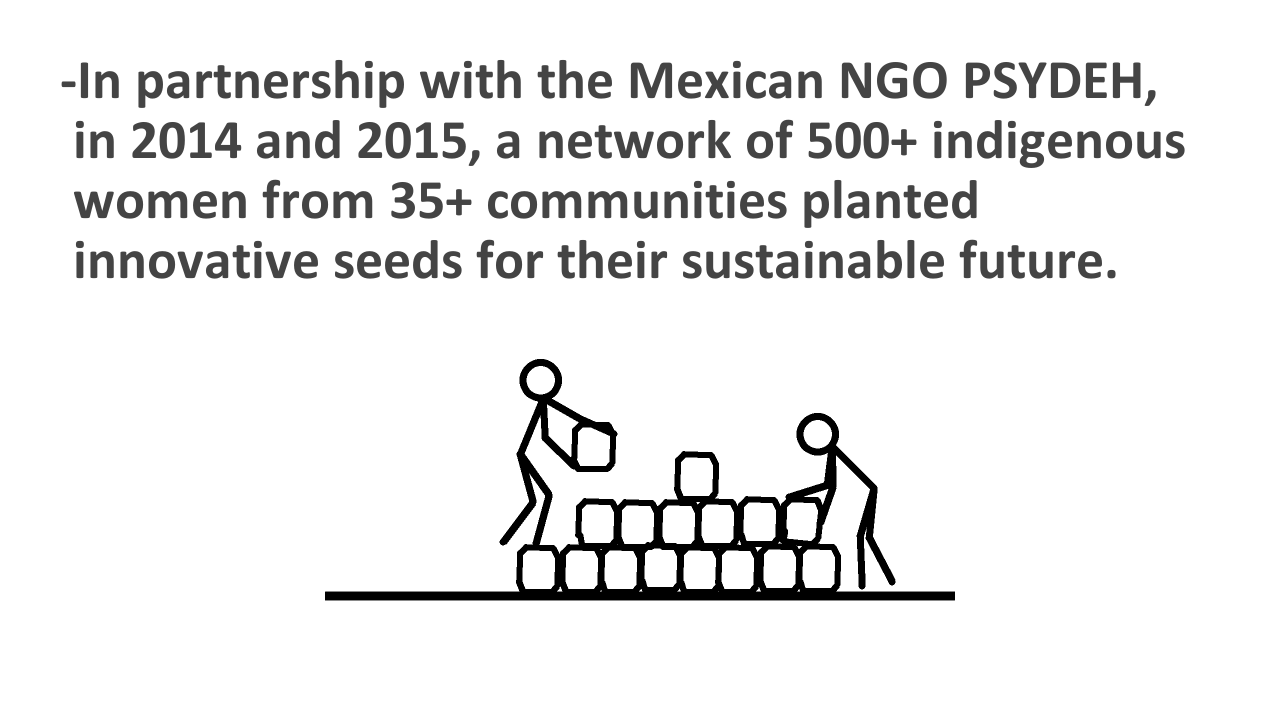 -In partnership with the Mexican NGO PSYDEH,
in 2014 and 2015, a network of 500+ indigenous
women from 35+ communities planted
innovative seeds for their sustainable future.